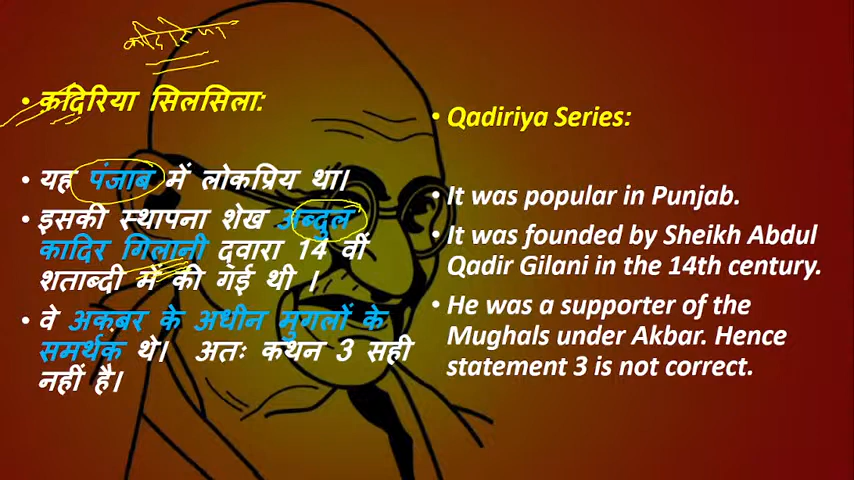 कादिरिया
• कदिरिया सिलसिला:
• यह पंजाब में लोकप्रिय था।
• इसकी स्थापना शेख अब्दुल
कादिर गिलानी द्वारा 14 वीं
शताब्दी में की गई थी ।
• वे अकबर के अधीन मुगलों के
समर्थक थे। अतः कथन 3 सही
नहीं है।
• Qadiriya Series:
• It was popular in Punjab.
• It was founded by Sheikh Abdul
Qadir Gilani in the 14th century.
• He was a supporter of the
Mughals under Akbar. Hence
statement 3 is not correct.